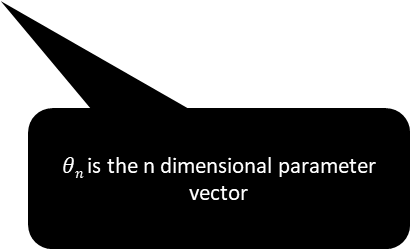 θₙ is the n dimensional parameter
vector